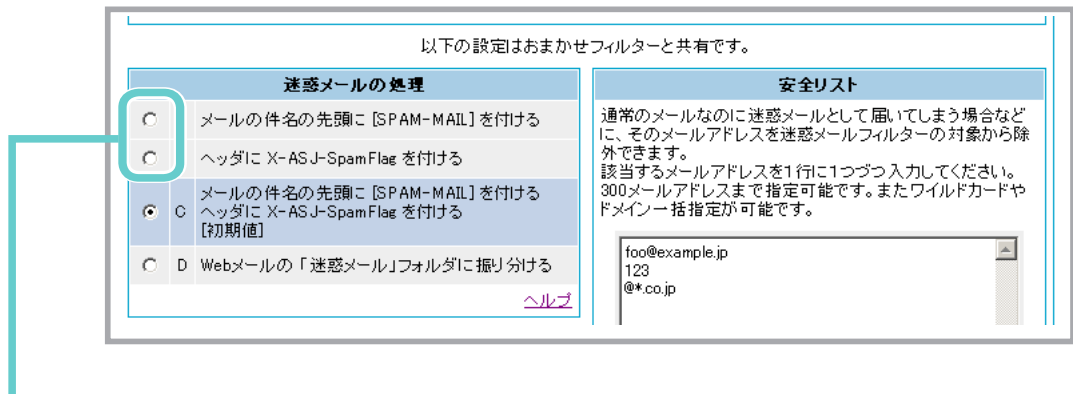 以下の設定はおまかせフィルターと共有です。
迷惑メールの処理
メールの件名の先頭に [SPAM-MAIL] を付ける
ヘッダに X-ASJ-SpamFlag を付ける
C
メールの件名の先頭に [SPAM-MAIL] を付ける
ヘッダに X-ASJ-SpamFlag を付ける
[初期値]
D Webメールの「迷惑メール」フォルダに振り分ける
ヘルプ
安全リスト
通常のメールなのに迷惑メールとして届いてしまう場合など
に、そのメールアドレスを迷惑メールフィルターの対象から除
外できます。
該当するメールアドレスを1行に1つづつ入力してください。
300メールアドレスまで指定可能です。またワイルドカードや
ドメイン一括指定が可能です。
foo@example.jp
123
@*.co.jp